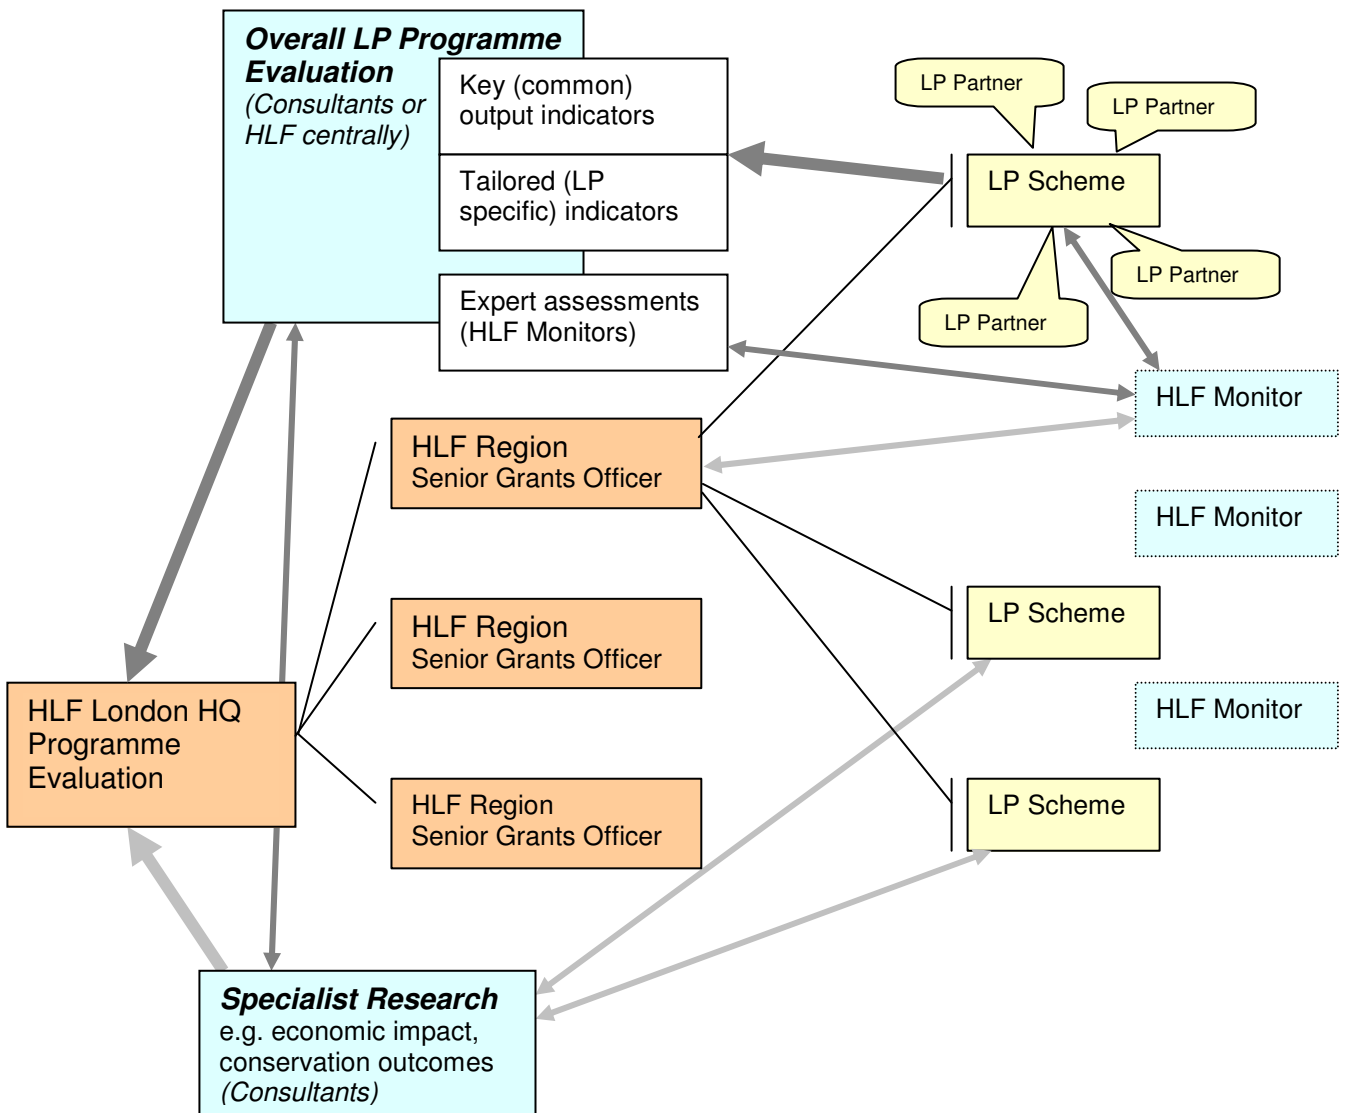 Overall LP Programme
Evaluation
(Consultants or
HLF centrally)
Key (common)
output indicators
Tailored (LP
specific) indicators
Expert assessments
(HLF Monitors)
LP Partner
LP Partner
LP Scheme
LP Partner
LP Partner
HLF Monitor
HLF Region
Senior Grants Officer
HLF Monitor
HLF Region
Senior Grants Officer
LP Scheme
HLF London HQ
Programme
Evaluation
HLF Monitor
HLF Region
Senior Grants Officer
LP Scheme
Specialist Research
e.g. economic impact,
conservation outcomes
(Consultants)